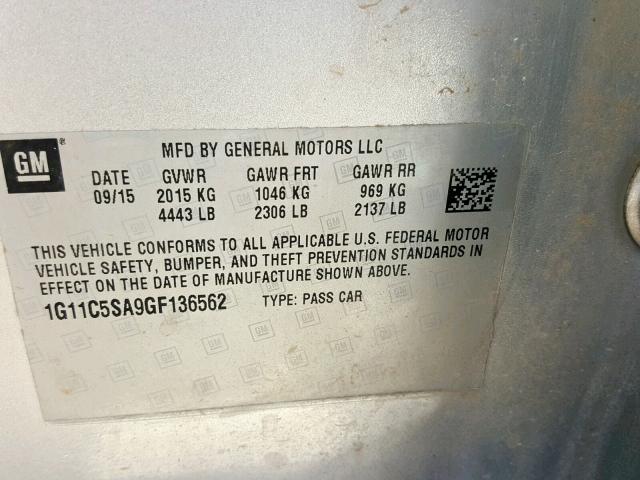 GM
MFD BY GENERAL MOTORS LLC
DATE GVWR GAWR FRT GAWR RR
09/15 2015 KG 1046 KG 969 KG
4443 LB 2306 LB 2137 LB
THIS VEHICLE CONFORMS TO ALL APPLICABLE U.S. FEDERAL MOTOR
VEHICLE SAFETY, BUMPER, AND THEFT PREVENTION STANDARDS IN
EFFECT ON THE DATE OF MANUFACTURE SHOWN ABOVE.
1G11C5SA9GF136562 TYPE: PASS CAR